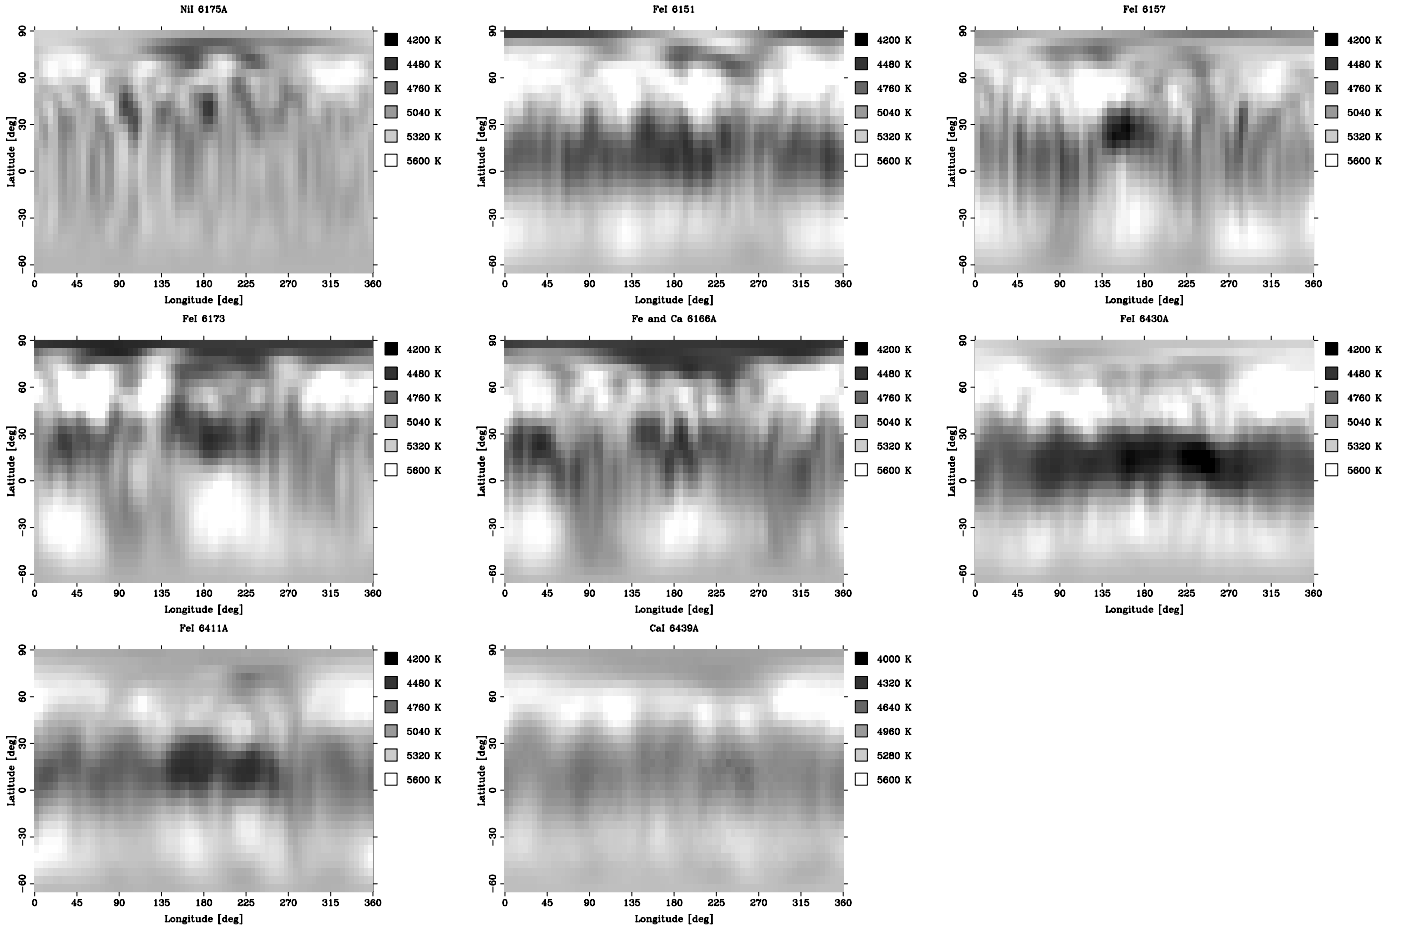 NiI 6175A
90
60
30
0
−30
−60
Latitude [deg]
0 45 90 135 180 225 270 315 360
Longitude [deg]
4200 K
4480 K
4760 K
5040 K
5320 K
5600 K
FeI 6151
90
60
30
0
−30
−60
Latitude [deg]
0 45 90 135 180 225 270 315 360
Longitude [deg]
4200 K
4480 K
4760 K
5040 K
5320 K
5600 K
FeI 6157
90
60
30
0
−30
−60
Latitude [deg]
0 45 90 135 180 225 270 315 360
Longitude [deg]
4200 K
4480 K
4760 K
5040 K
5320 K
5600 K
FeI 6173
90
60
30
0
−30
−60
Latitude [deg]
0 45 90 135 180 225 270 315 360
Longitude [deg]
4200 K
4480 K
4760 K
5040 K
5320 K
5600 K
Fe and Ca 6166A
90
60
30
0
−30
−60
Latitude [deg]
0 45 90 135 180 225 270 315 360
Longitude [deg]
4200 K
4480 K
4760 K
5040 K
5320 K
5600 K
FeI 6430A
90
60
30
0
−30
−60
Latitude [deg]
0 45 90 135 180 225 270 315 360
Longitude [deg]
4200 K
4480 K
4760 K
5040 K
5320 K
5600 K
FeI 6411A
90
60
30
0
−30
−60
Latitude [deg]
0 45 90 135 180 225 270 315 360
Longitude [deg]
4200 K
4480 K
4760 K
5040 K
5320 K
5600 K
CaI 6439A
90
60
30
0
−30
−60
Latitude [deg]
0 45 90 135 180 225 270 315 360
Longitude [deg]
4000 K
4320 K
4640 K
4960 K
5280 K
5600 K